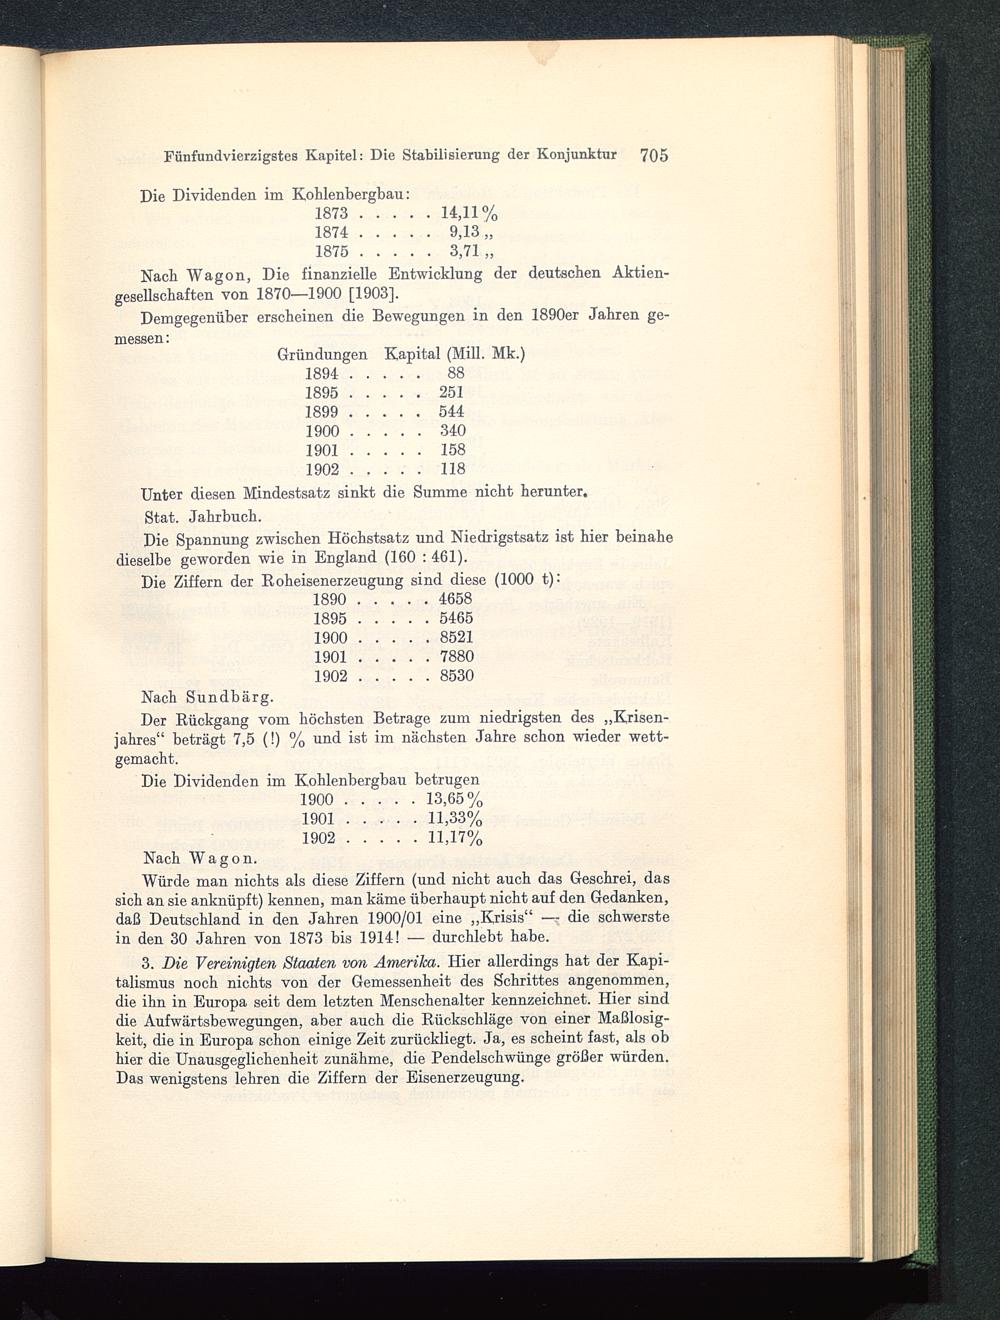 Fünfundvierzigstes Kapitel: Die Stabilisierung der Konjunktur 705
Die Dividenden im Kohlenbergbau:
1873 . . . . . 14,11%
1874 . . . . . 9,13 „
1875 . . . . . 3,71 „
Nach Wagon, Die finanzielle Entwicklung der deutschen Aktien-
gesellschaften von 1870—1900 [1903].
Demgegenüber erscheinen die Bewegungen in den 1890er Jahren ge-
messen:
Gründungen Kapital (Mill. Mk.)
1894 . . . . . 88
1895 . . . . . 251
1899 . . . . . 544
1900 . . . . . 340
1901 . . . . . 158
1902 . . . . . 118
Unter diesen Mindestsatz sinkt die Summe nicht herunter.
Stat. Jahrbuch.
Die Spannung zwischen Höchstsatz und Niedrigstsatz ist hier beinahe
dieselbe geworden wie in England (160 : 461).
Die Ziffern der Roheisenerzeugung sind diese (1000 t):
1890 . . . . . 4658
1895 . . . . . 5465
1900 . . . . . 8521
1901 . . . . . 7880
1902 . . . . . 8530
Nach Sundbärg.
Der Rückgang vom höchsten Betrage zum niedrigsten des „Krisen-
jahres“ beträgt 7,5 (!) % und ist im nächsten Jahre schon wieder wett-
gemacht.
Die Dividenden im Kohlenbergbau betrugen
1900 . . . . . 13,65%
1901 . . . . . 11,33%
1902 . . . . . 11,17%
Nach Wagon.
Würde man nichts als diese Ziffern (und nicht auch das Geschrei, das
sich an sie anknüpft) kennen, man käme überhaupt nicht auf den Gedanken,
daß Deutschland in den Jahren 1900/01 eine „Krisis“ — die schwerste
in den 30 Jahren von 1873 bis 1914! — durchlebt habe.
3. Die Vereinigten Staaten von Amerika. Hier allerdings hat der Kapi-
talismus noch nichts von der Gemessenheit des Schrittes angenommen,
die ihn in Europa seit dem letzten Menschenalter kennzeichnet. Hier sind
die Aufwärtsbewegungen, aber auch die Rückschläge von einer Maßlosig-
keit, die in Europa schon einige Zeit zurückliegt. Ja, es scheint fast, als ob
hier die Unausgeglichenheit zunähme, die Pendelschwünge größer würden.
Das wenigstens lehren die Ziffern der Eisenerzeugung.